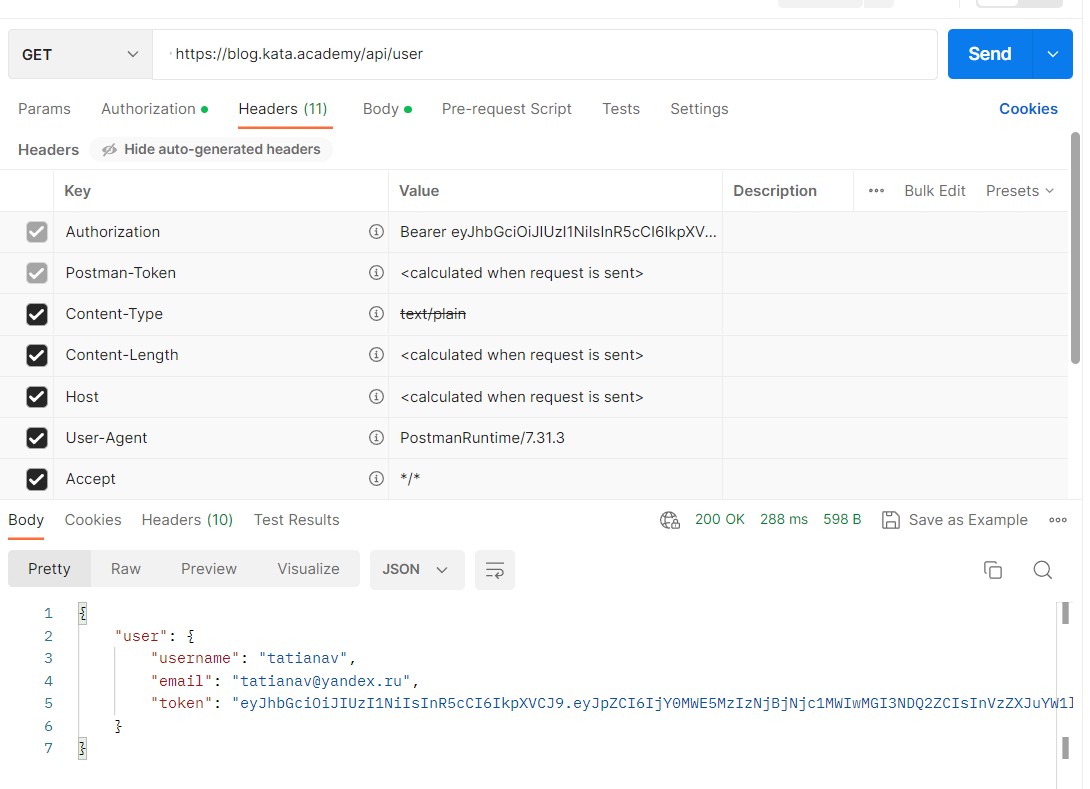 GET https://blog.kata.academy/api/user Send
Params Authorization Headers (11) Body Pre-request Script Tests Settings Cookies
Headers Hide auto-generated headers
Key Value Description ••• Bulk Edit Presets
Authorization Bearer eyJhbGciOiJIUzI1NiIsInR5cCI6IkpXV...
Postman-Token <calculated when request is sent>
Content-Type text/plain
Content-Length <calculated when request is sent>
Host <calculated when request is sent>
User-Agent PostmanRuntime/7.31.3
Accept */*
Body Cookies Headers (10) Test Results 200 OK 288 ms 598 B Save as Example •••
Pretty Raw Preview Visualize JSON
1 {
2 "user": {
3 "username": "tatianav",
4 "email": "tatianav@yandex.ru",
5 "token": "eyJhbGciOiJIUzI1NiIsInR5cCI6IkpXVCJ9.eyJpZCI6IjY0MWE5MzIzNjBjNjc1MWIwMGI3NDQ2ZCIsInVzZXJuYW1l
6 }
7 }